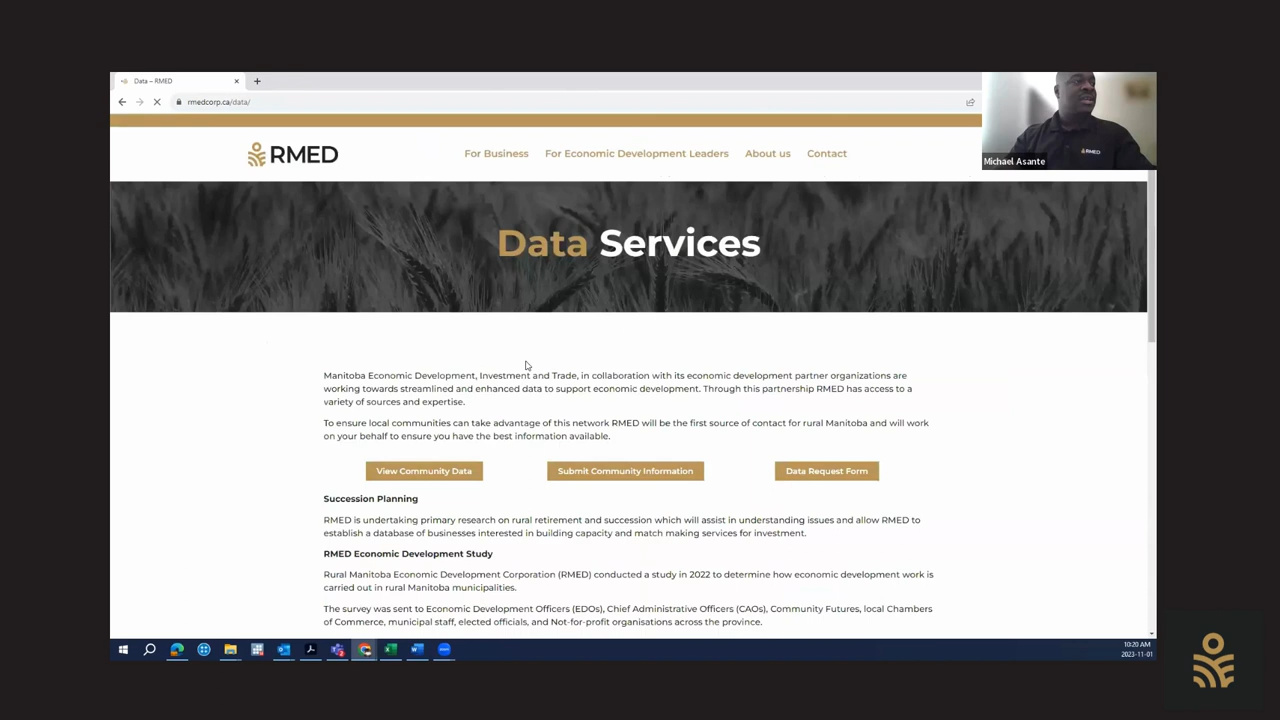 Data – RMED
rmedcorp.ca/data/
RMED
For Business
For Economic Development Leaders
About us
Contact
RMED
Michael Asante
Data Services
Manitoba Economic Development, Investment and Trade, in collaboration with its economic development partner organizations are
working towards streamlined and enhanced data to support economic development. Through this partnership RMED has access to a
variety of sources and expertise.
To ensure local communities can take advantage of this network RMED will be the first source of contact for rural Manitoba and will work
on your behalf to ensure you have the best information available.
View Community Data
Submit Community Information
Data Request Form
Succession Planning
RMED is undertaking primary research on rural retirement and succession which will assist in understanding issues and allow RMED to
establish a database of businesses interested in building capacity and match making services for investment.
RMED Economic Development Study
Rural Manitoba Economic Development Corporation (RMED) conducted a study in 2022 to determine how economic development work is
carried out in rural Manitoba municipalities.
The survey was sent to Economic Development Officers (EDOs), Chief Administrative Officers (CAOs), Community Futures, local Chambers
of Commerce, municipal staff, elected officials, and Not-for-profit organisations across the province.
10:20 AM
2023-11-01